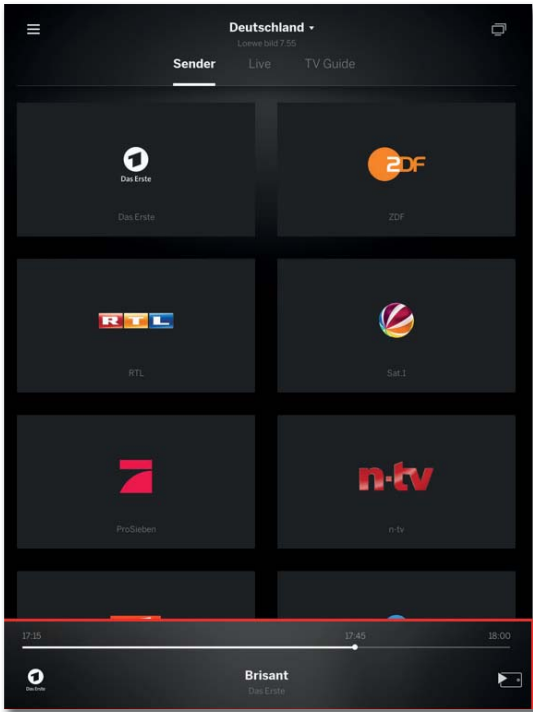 Deutschland
Loewe bild 7.55
Sender Live TV Guide
Das Erste ZDF
Das Erste ZDF
RTL
RTL Sat.1
n-tv
ProSieben n-tv
17:15 17:45 18:00
Brisant
Das Erste Das Erste